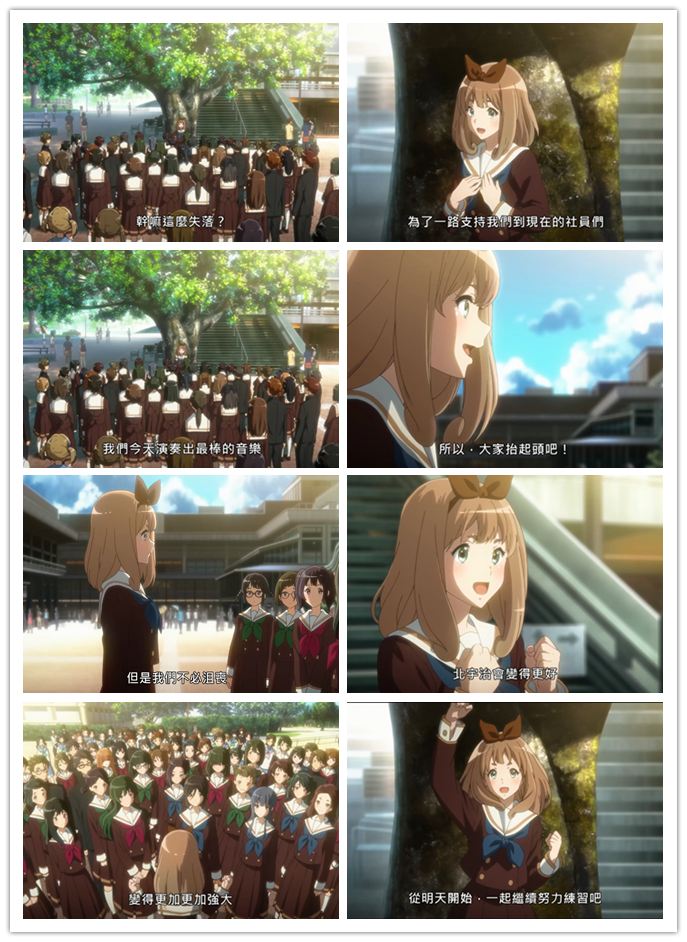 幹嘛這麼失落？
為了一路支持我們到現在的社員們
我們今天演奏出最棒的音樂
所以，大家抬起頭吧！
但是我們不必沮喪
北宇治會變得更好
變得更加更加強大
從明天開始，一起繼續努力練習吧